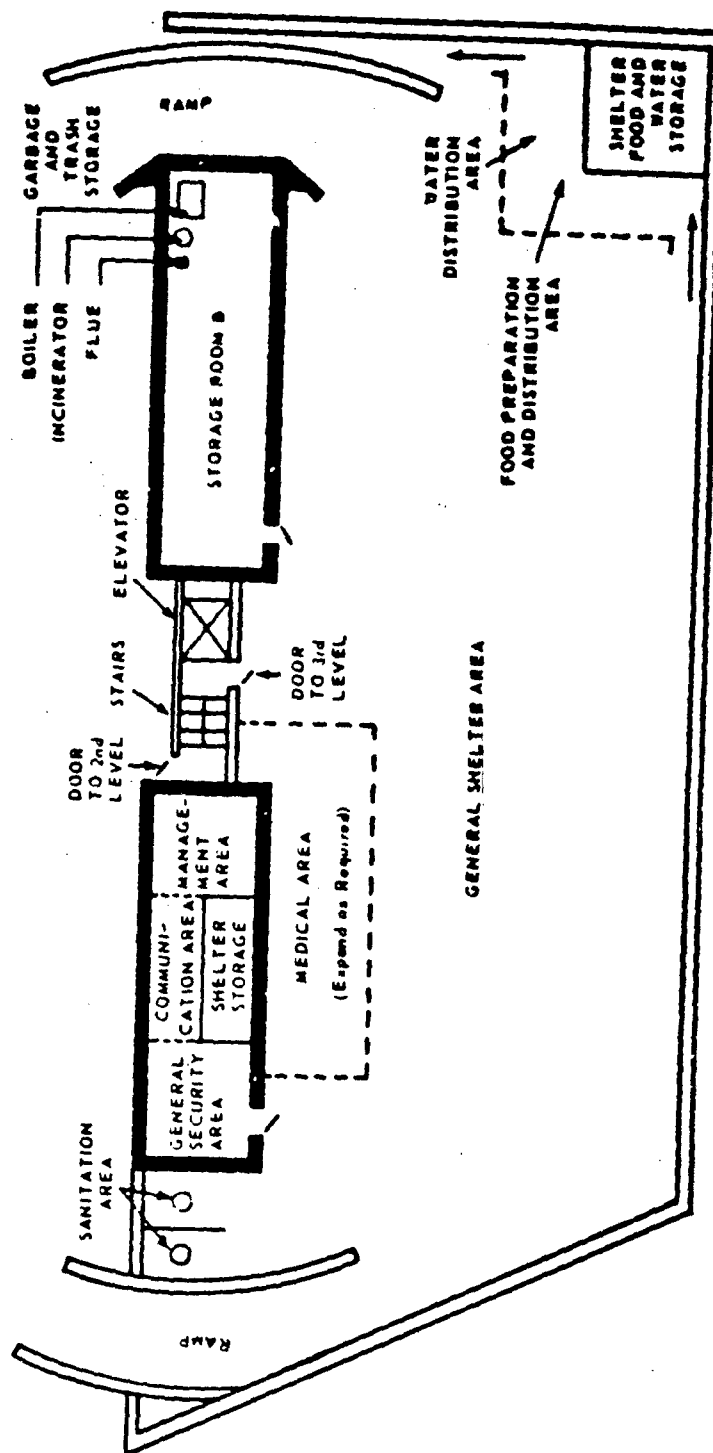 GARBAGE
AND
TRASH
STORAGE
BOILER
INCINERATOR
FLUE
RAMP
STORAGE ROOM B
ELEVATOR
STAIRS
DOOR
TO 2nd
LEVEL
DOOR
TO 3rd
LEVEL
MANAGE-
MENT
AREA
COMMUNI-
CATION AREA
SHELTER
STORAGE
GENERAL
SECURITY
AREA
SANITATION
AREA
RAMP
MEDICAL AREA
(Expand as Required)
GENERAL SHELTER AREA
WATER
DISTRIBUTION
AREA
FOOD PREPARATION
AND DISTRIBUTION
AREA
SHELTER
FOOD AND
WATER
STORAGE